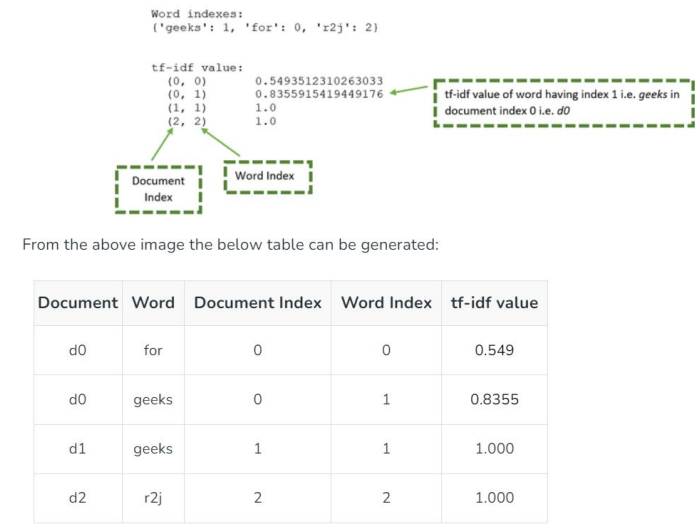 Word indexes:
{'geeks': 1, 'for': 0, 'r2j': 2}
tf-idf value:
(0, 0) 0.5493512310263033
(0, 1) 0.8355915419449176
(1, 1) 1.0
(2, 2) 1.0
tf-idf value of word having index 1 i.e. geeks in
document index 0 i.e. d0
Document
Index
Word Index
From the above image the below table can be generated:
Document Word Document Index Word Index tf-idf value
d0 for 0 0 0.549
d0 geeks 0 1 0.8355
d1 geeks 1 1 1.000
d2 r2j 2 2 1.000